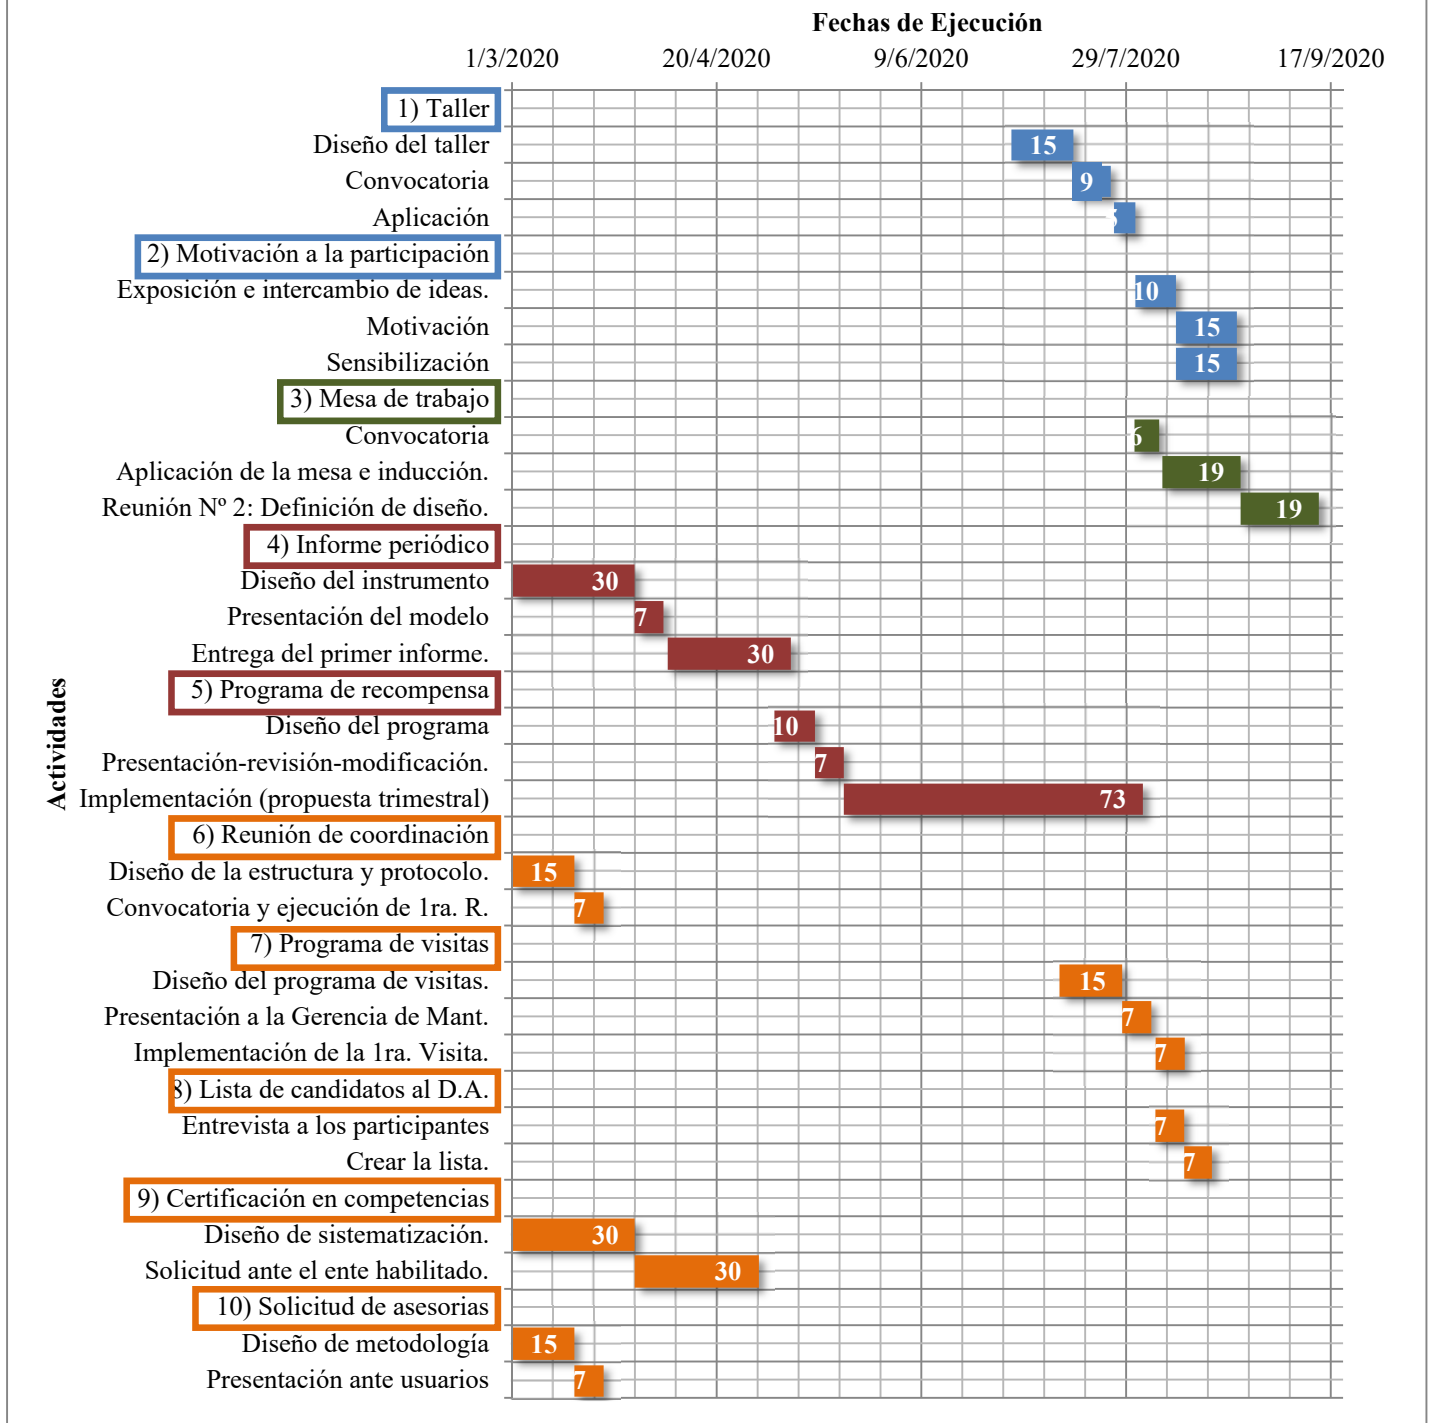 Fechas de Ejecución
1/3/2020 20/4/2020 9/6/2020 29/7/2020 17/9/2020
Actividades
1) Taller
Diseño del taller 15
Convocatoria 9
Aplicación 5
2) Motivación a la participación
Exposición e intercambio de ideas. 10
Motivación 15
Sensibilización 15
3) Mesa de trabajo
Convocatoria 6
Aplicación de la mesa e inducción. 19
Reunión Nº 2: Definición de diseño. 19
4) Informe periódico
Diseño del instrumento 30
Presentación del modelo 7
Entrega del primer informe. 30
5) Programa de recompensa
Diseño del programa 10
Presentación-revisión-modificación. 7
Implementación (propuesta trimestral) 73
6) Reunión de coordinación
Diseño de la estructura y protocolo. 15
Convocatoria y ejecución de 1ra. R. 7
7) Programa de visitas
Diseño del programa de visitas. 15
Presentación a la Gerencia de Mant. 7
Implementación de la 1ra. Visita. 7
8) Lista de candidatos al D.A.
Entrevista a los participantes 7
Crear la lista. 7
9) Certificación en competencias
Diseño de sistematización. 30
Solicitud ante el ente habilitado. 30
10) Solicitud de asesorias
Diseño de metodología 15
Presentación ante usuarios 7